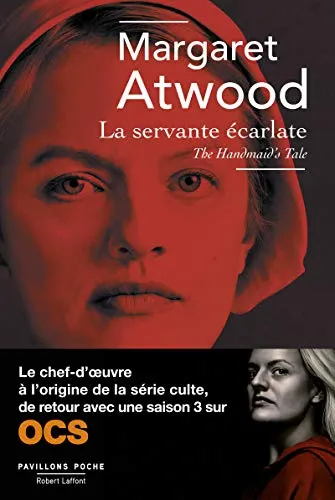 Margaret
Atwood
La servante écarlate
The Handmaid's Tale
Le chef-d'œuvre
à l'origine de la série culte,
de retour avec une saison 3 sur
OCS
PAVILLONS POCHE
Robert Laffont